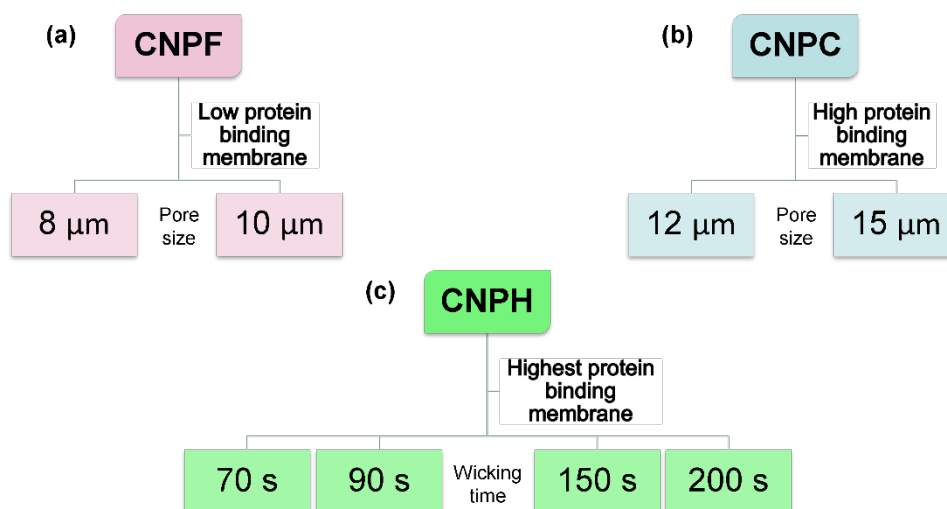 (a)
CNPF
Low protein
binding
membrane
8 µm
Pore
size
10 µm
(b)
CNPC
High protein
binding
membrane
12 µm
Pore
size
15 µm
(c)
CNPH
Highest protein
binding
membrane
70 s
90 s
Wicking
time
150 s
200 s